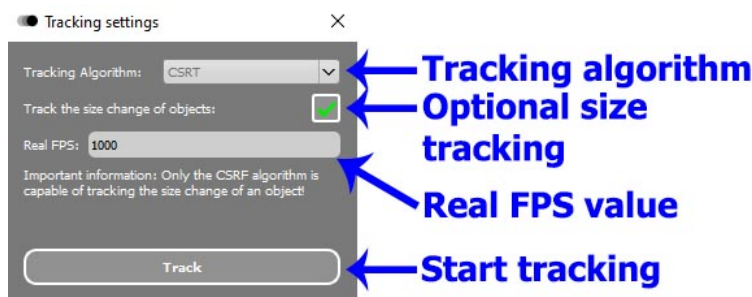 Tracking settings
Tracking Algorithm: CSRT
Tracking algorithm
Track the size change of objects:
Optional size
tracking
Real FPS: 1000
Important information: Only the CSRF algorithm is
capable of tracking the size change of an object!
Real FPS value
Track
Start tracking